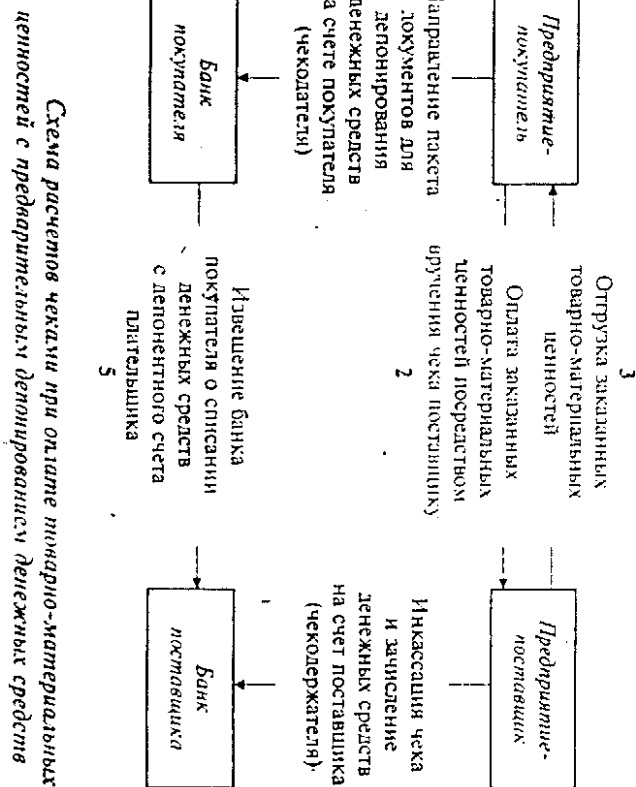 3
Отгрузка заказанных
товарно-материальных
ценностей
Предприятие-
покупатель
Оплата заказанных
товарно-материальных
ценностей посредством
вручения чека поставщику
2
Предприятие-
поставщик
Направление пакета
документов для
депонирования
денежных средств
на счете покупателя
(чекодателя)
Инкассация чека
и зачисление
денежных средств
на счет поставщика
(чекодержателя)
Банк
покупателя
Извещение банка
покупателя о списании
денежных средств
с депонентного счета
плательщика
5
Банк
поставщика
Схема расчетов чеками при оплате товарно-материальных
ценностей с предварительным депонированием денежных средств